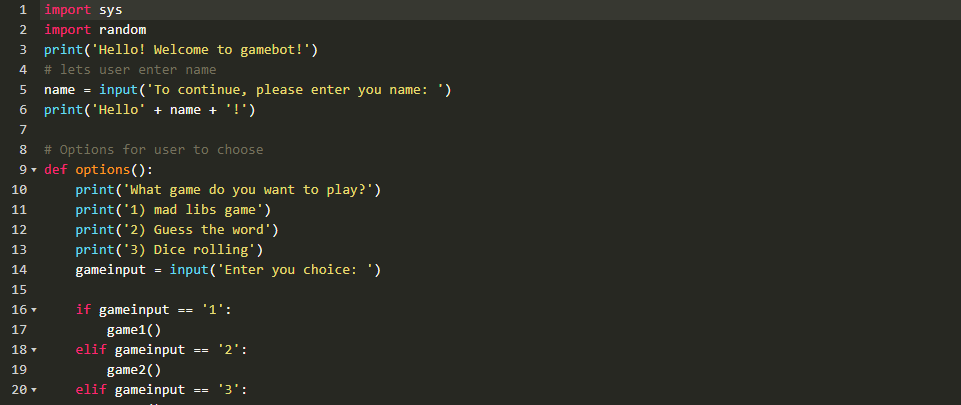 1 import sys
2 import random
3 print('Hello! Welcome to gamebot!')
4 # lets user enter name
5 name = input('To continue, please enter you name: ')
6 print('Hello' + name + '!')
7
8 # Options for user to choose
9 def options():
10     print('What game do you want to play?')
11     print('1) mad libs game')
12     print('2) Guess the word')
13     print('3) Dice rolling')
14     gameinput = input('Enter you choice: ')
15
16     if gameinput == '1':
17         game1()
18     elif gameinput == '2':
19         game2()
20     elif gameinput == '3':